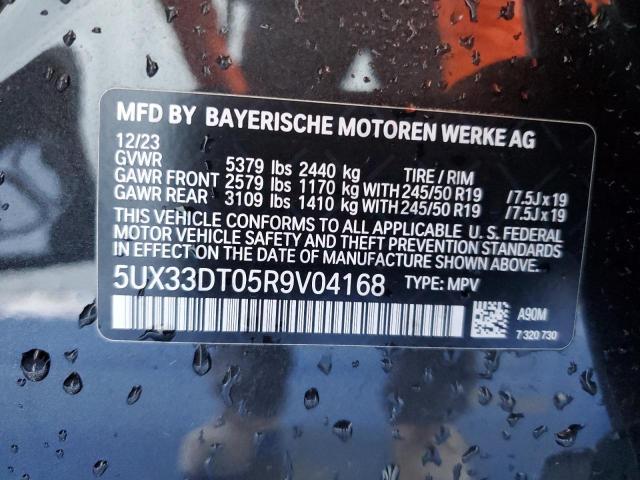 MFD BY BAYERISCHE MOTOREN WERKE AG
12/23
GVWR 5379 lbs 2440 kg TIRE / RIM
GAWR FRONT 2579 lbs 1170 kg WITH 245/50 R19 /7.5J x 19
GAWR REAR 3109 lbs 1410 kg WITH 245/50 R19 /7.5J x 19
THIS VEHICLE CONFORMS TO ALL APPLICABLE U. S. FEDERAL
MOTOR VEHICLE SAFETY AND THEFT PREVENTION STANDARDS
IN EFFECT ON THE DATE OF MANUFACTURE SHOWN ABOVE.
5UX33DT05R9V04168 TYPE: MPV
A90M
7 320 730